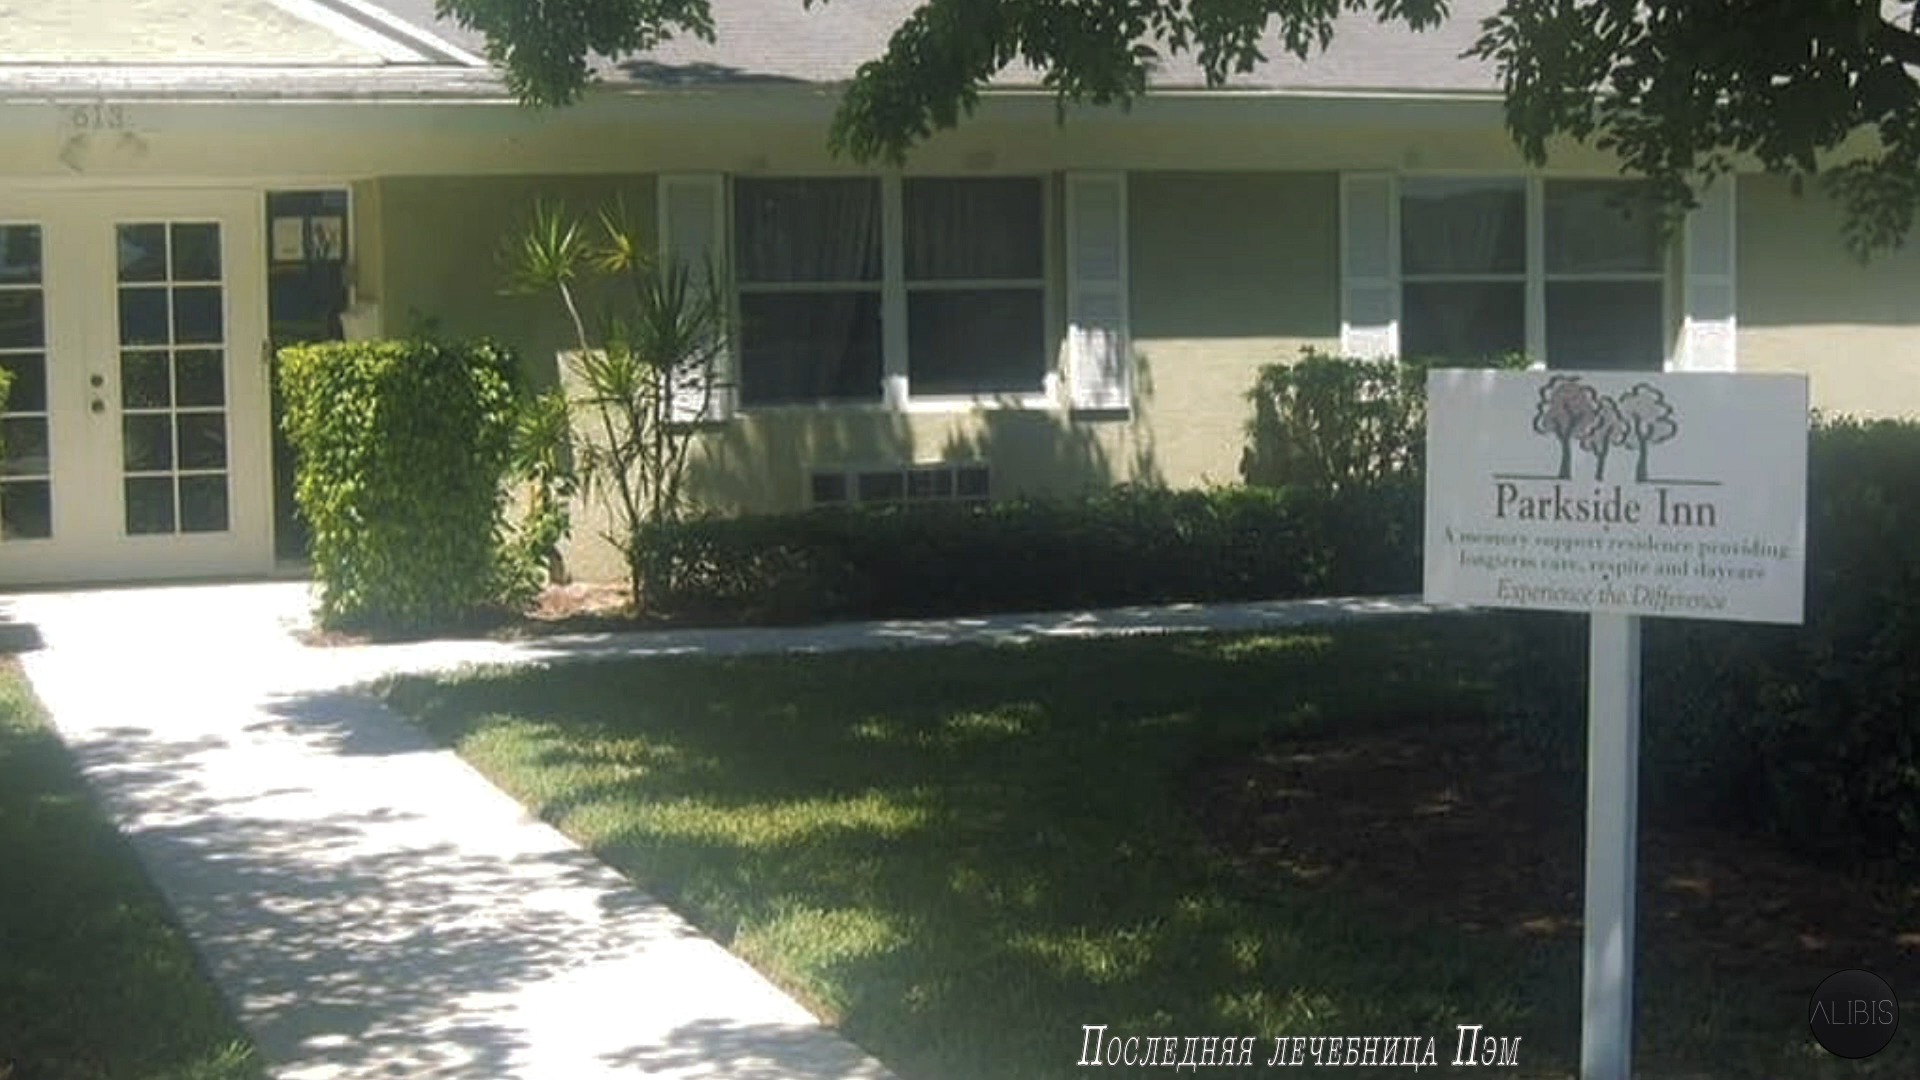 613
Parkside Inn
A memory support residence providing
longterm care, respite and daycare
Experience the Difference
ALIBIS
Последняя лечебница Пэм